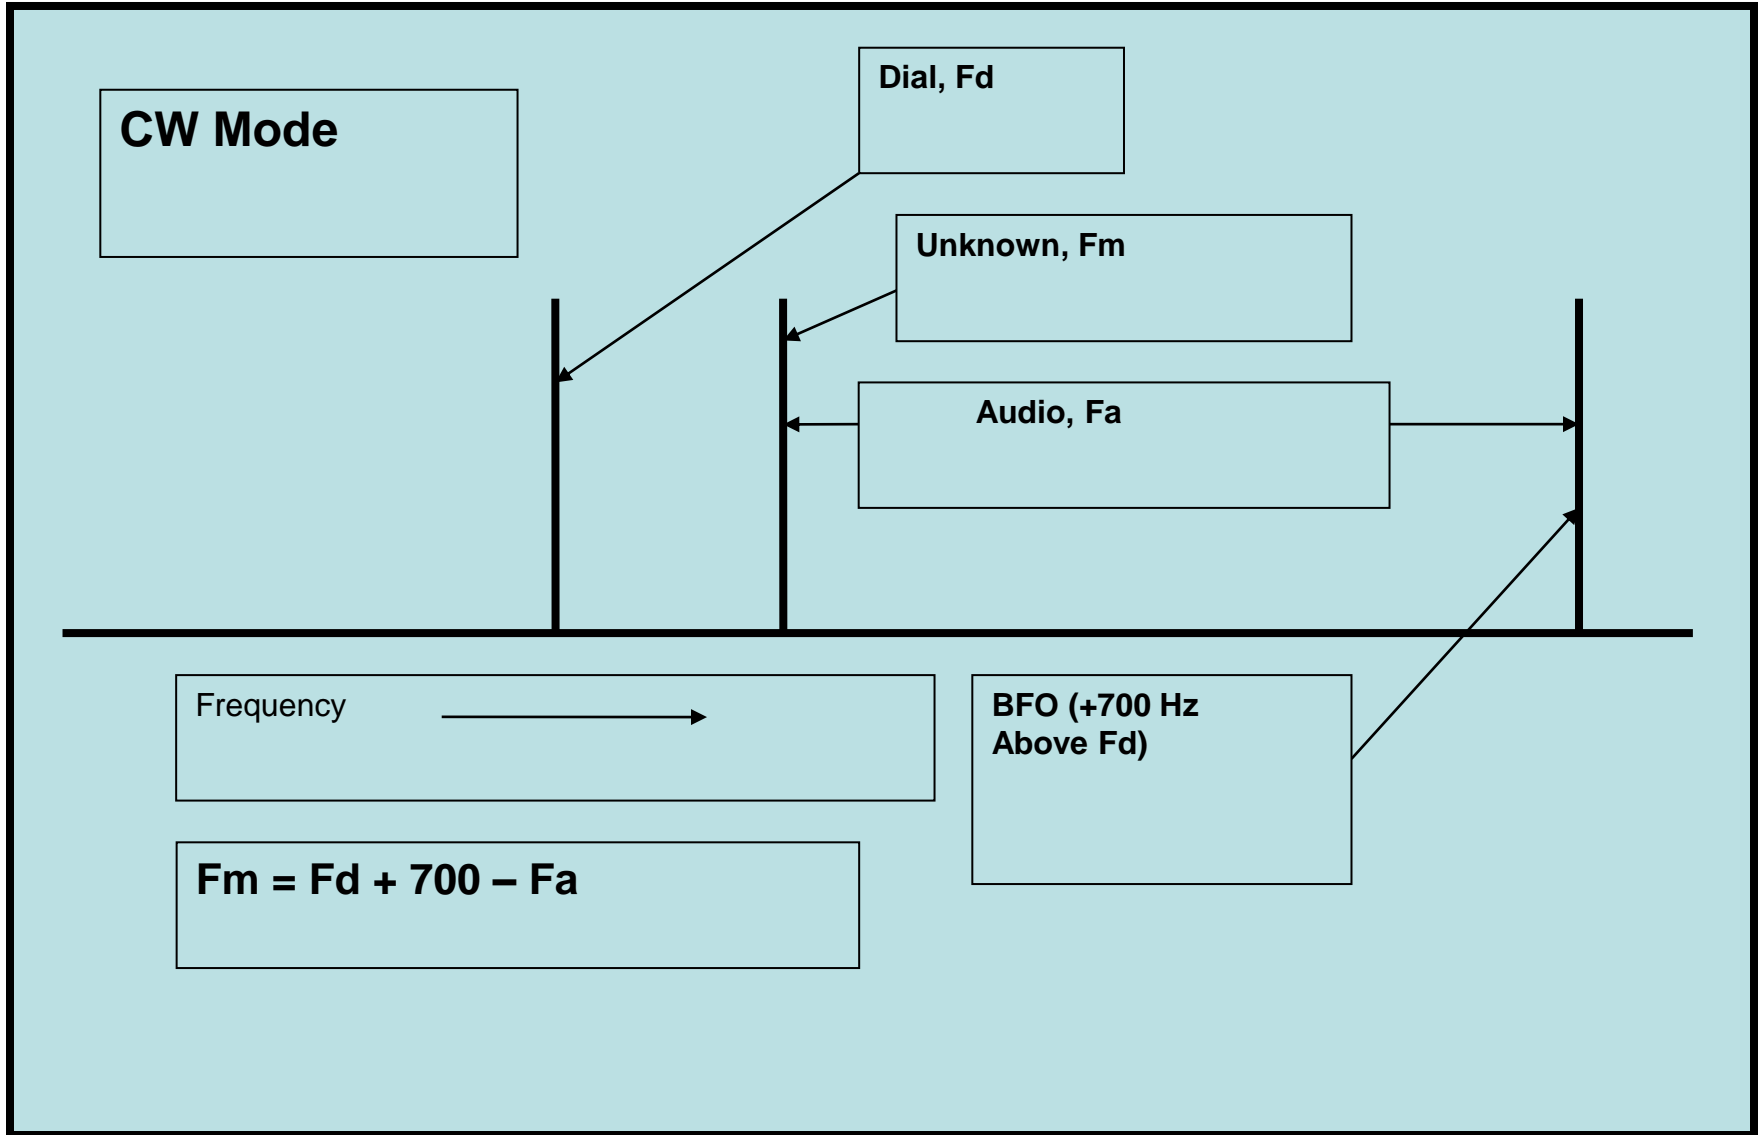 CW Mode
Dial, Fd
Unknown, Fm
Audio, Fa
Frequency
BFO (+700 Hz
Above Fd)
Fm = Fd + 700 – Fa